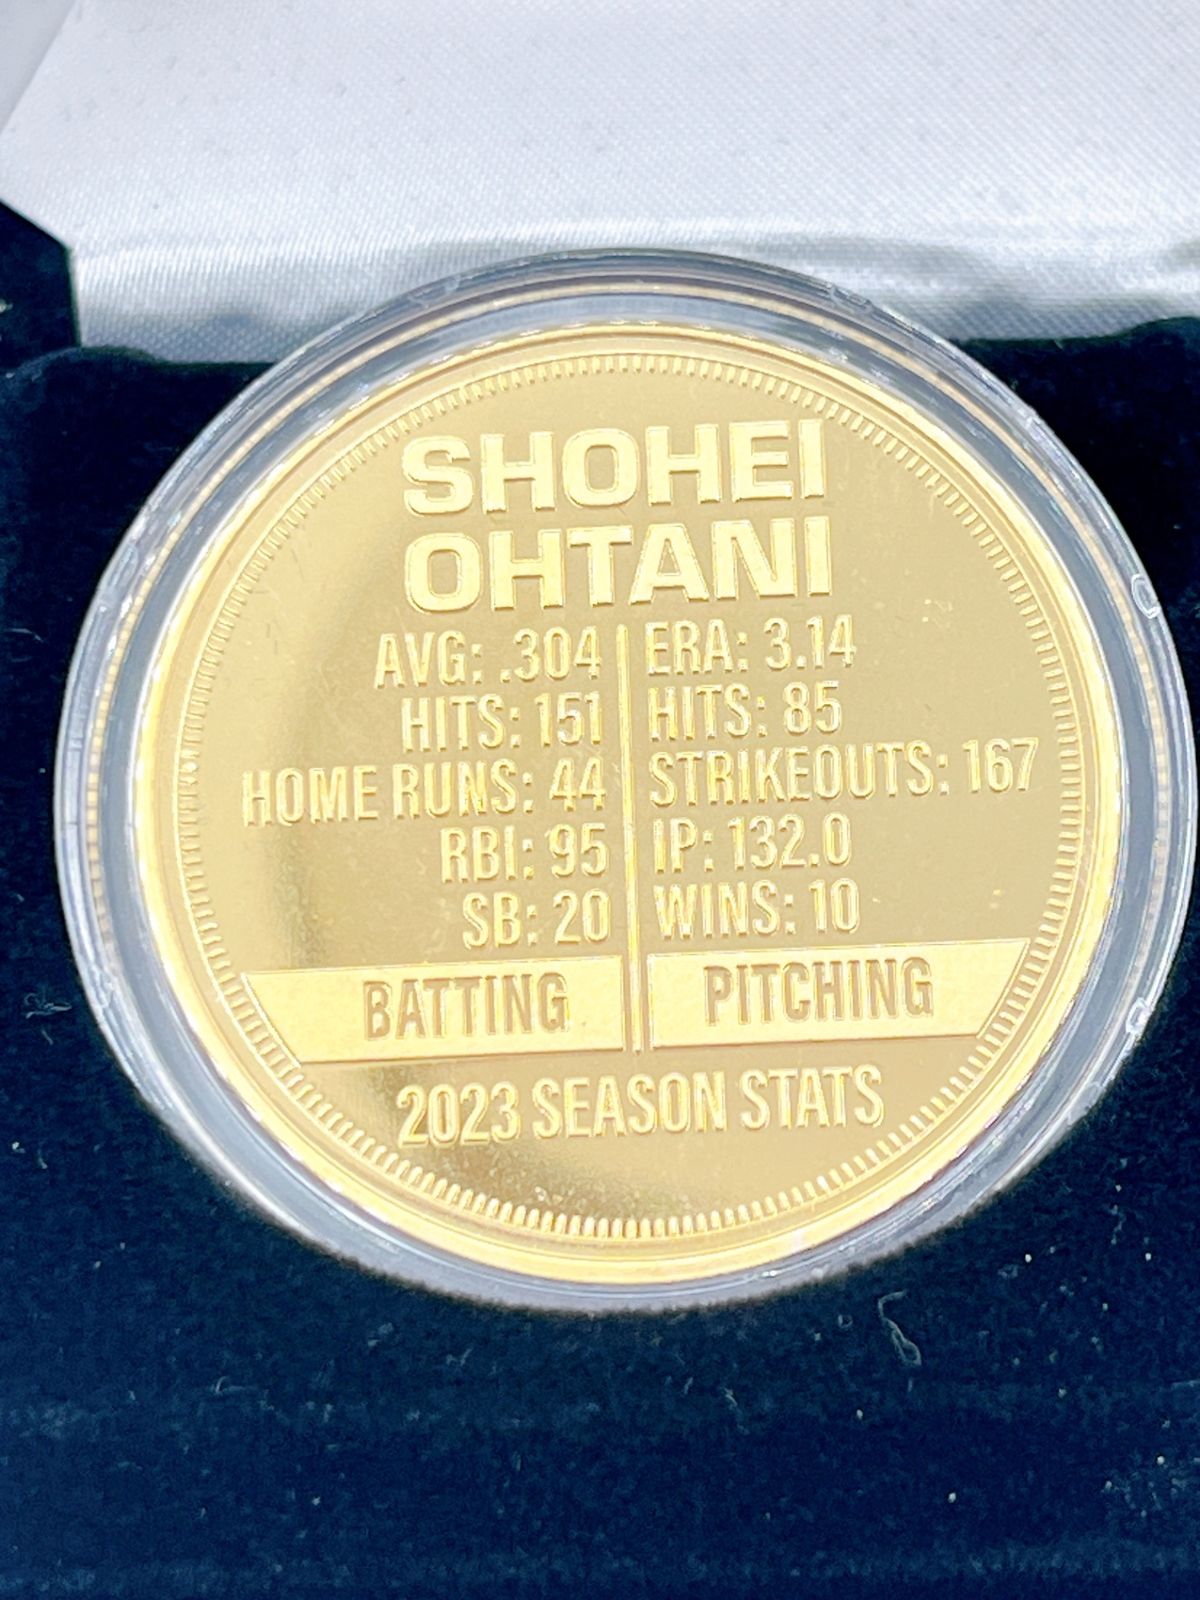 SHOHEI
OHTANI
AVG: .304
HITS: 151
HOME RUNS: 44
RBI: 95
SB: 20
BATTING
ERA: 3.14
HITS: 85
STRIKEOUTS: 167
IP: 132.0
WINS: 10
PITCHING
2023 SEASON STATS